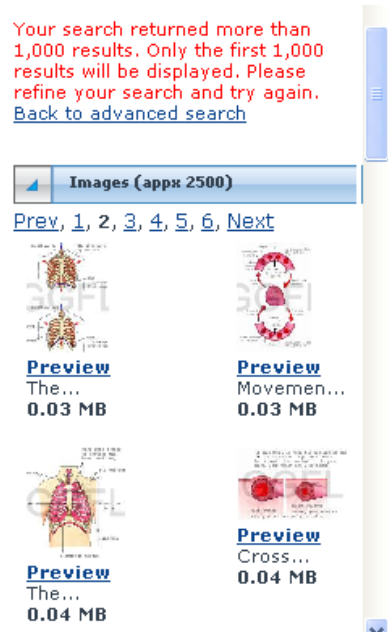 Your search returned more than
1,000 results. Only the first 1,000
results will be displayed. Please
refine your search and try again.
Back to advanced search
Images (appx 2500)
Prev, 1, 2, 3, 4, 5, 6, Next
Preview
The...
0.03 MB
Preview
Movemen...
0.03 MB
Preview
The...
0.04 MB
Preview
Cross...
0.04 MB